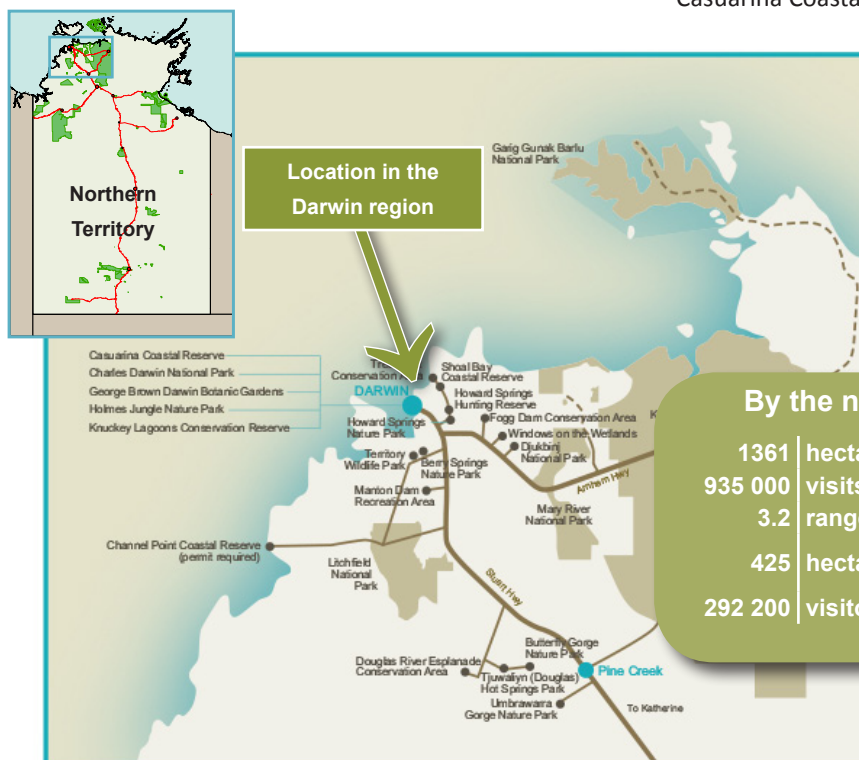 Casuarina Coasta
Northern
Territory
Location in the
Darwin region
Garig Gunak Barlu
National Park
Casuarina Coastal Reserve
Charles Darwin National Park
George Brown Darwin Botanic Gardens
Holmes Jungle Nature Park
Knuckey Lagoons Conservation Reserve
Conservation Area
DARWIN
Shoal Bay
Coastal Reserve
Howard Springs
Hunting Reserve
Fogg Dam Conservation Area
Windows on the Wetlands
Djukbinj
National Park
Howard Springs
Nature Park
Territory
Wildlife Park
Berry Springs
Nature Park
Manton Dam
Recreation Area
Arnhem Hwy
Mary River
National Park
Channel Point Coastal Reserve
(permit required)
Litchfield
National
Park
Stuart Hwy
Douglas River Esplanade
Conservation Area
Butterfly Gorge
Nature Park
Tjuwaliyn (Douglas)
Hot Springs Park
Umbrawarra
Gorge Nature Park
Pine Creek
To Katherine
By the n
1361 hecta
935 000 visits
3.2 range
425 hecta
292 200 visito